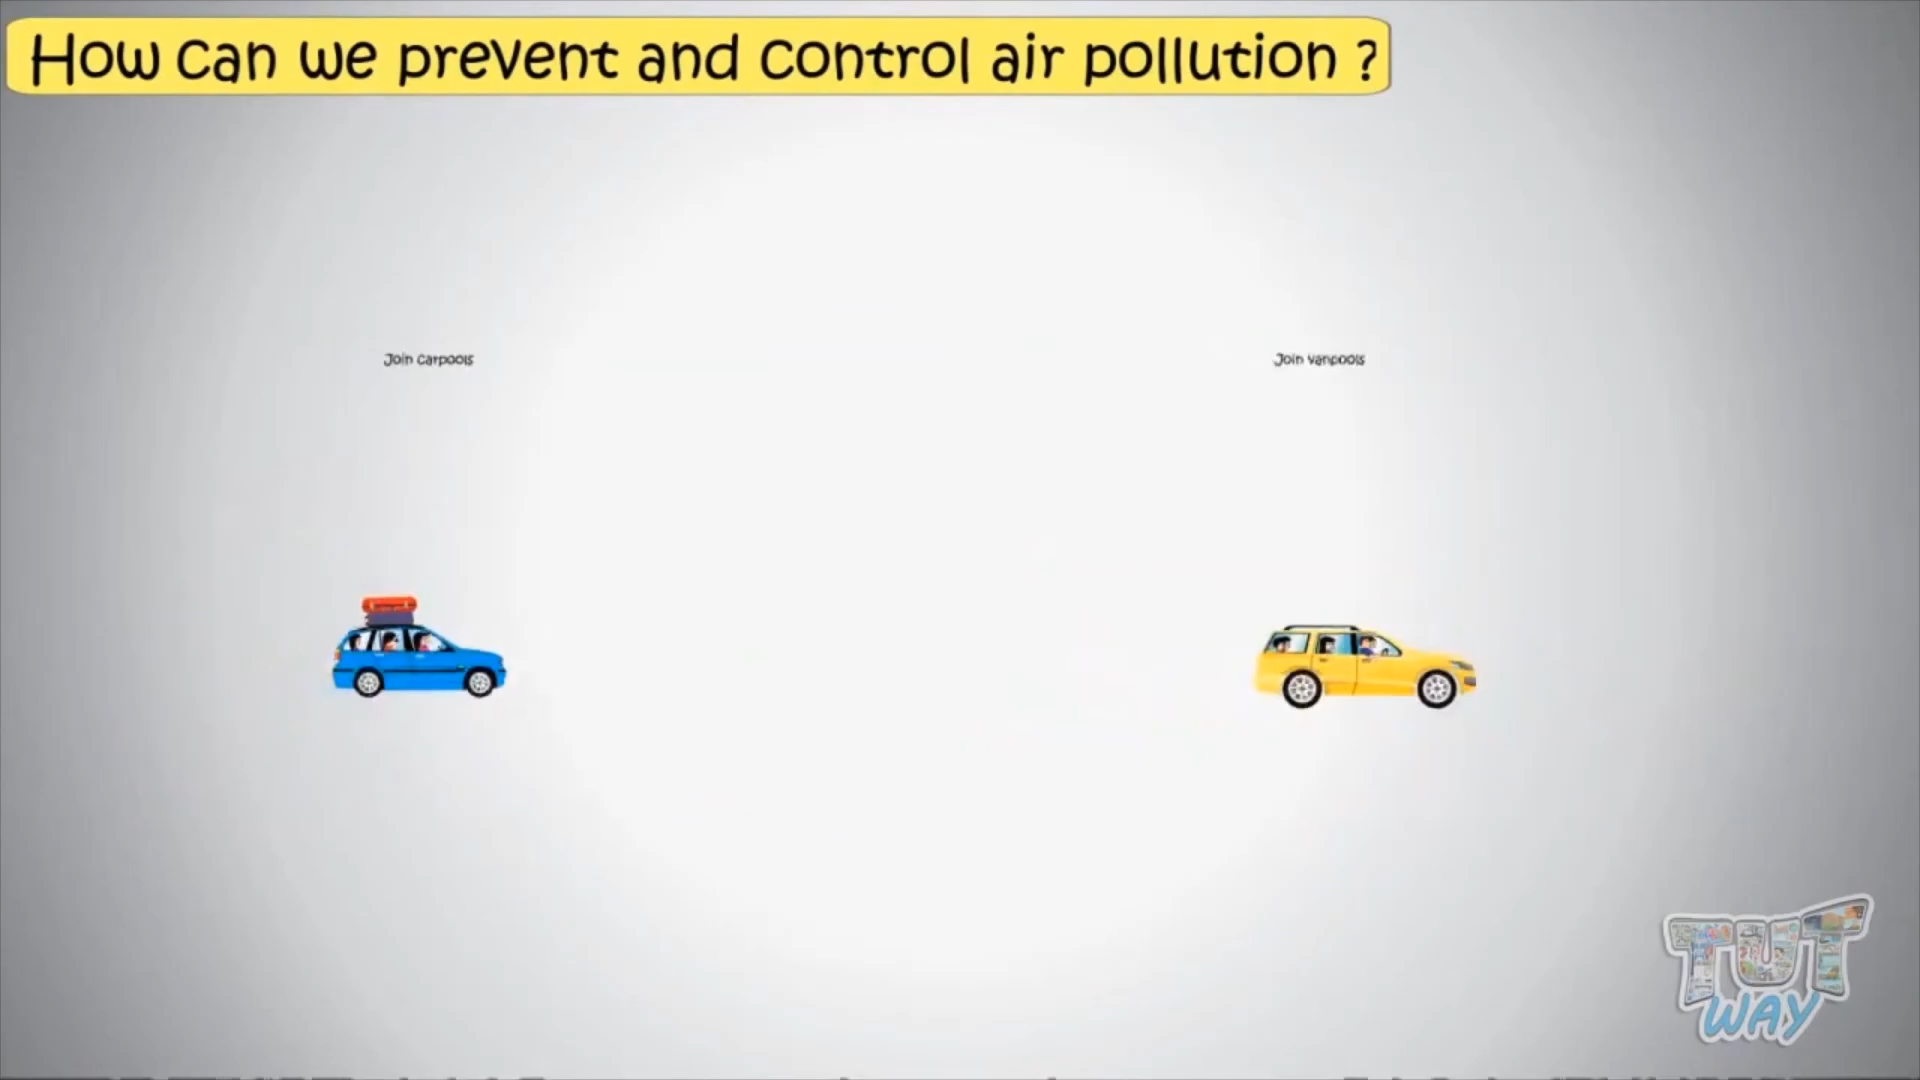 How can we prevent and control air pollution ?
Join carpools
Join vanpools
TUT
WAY